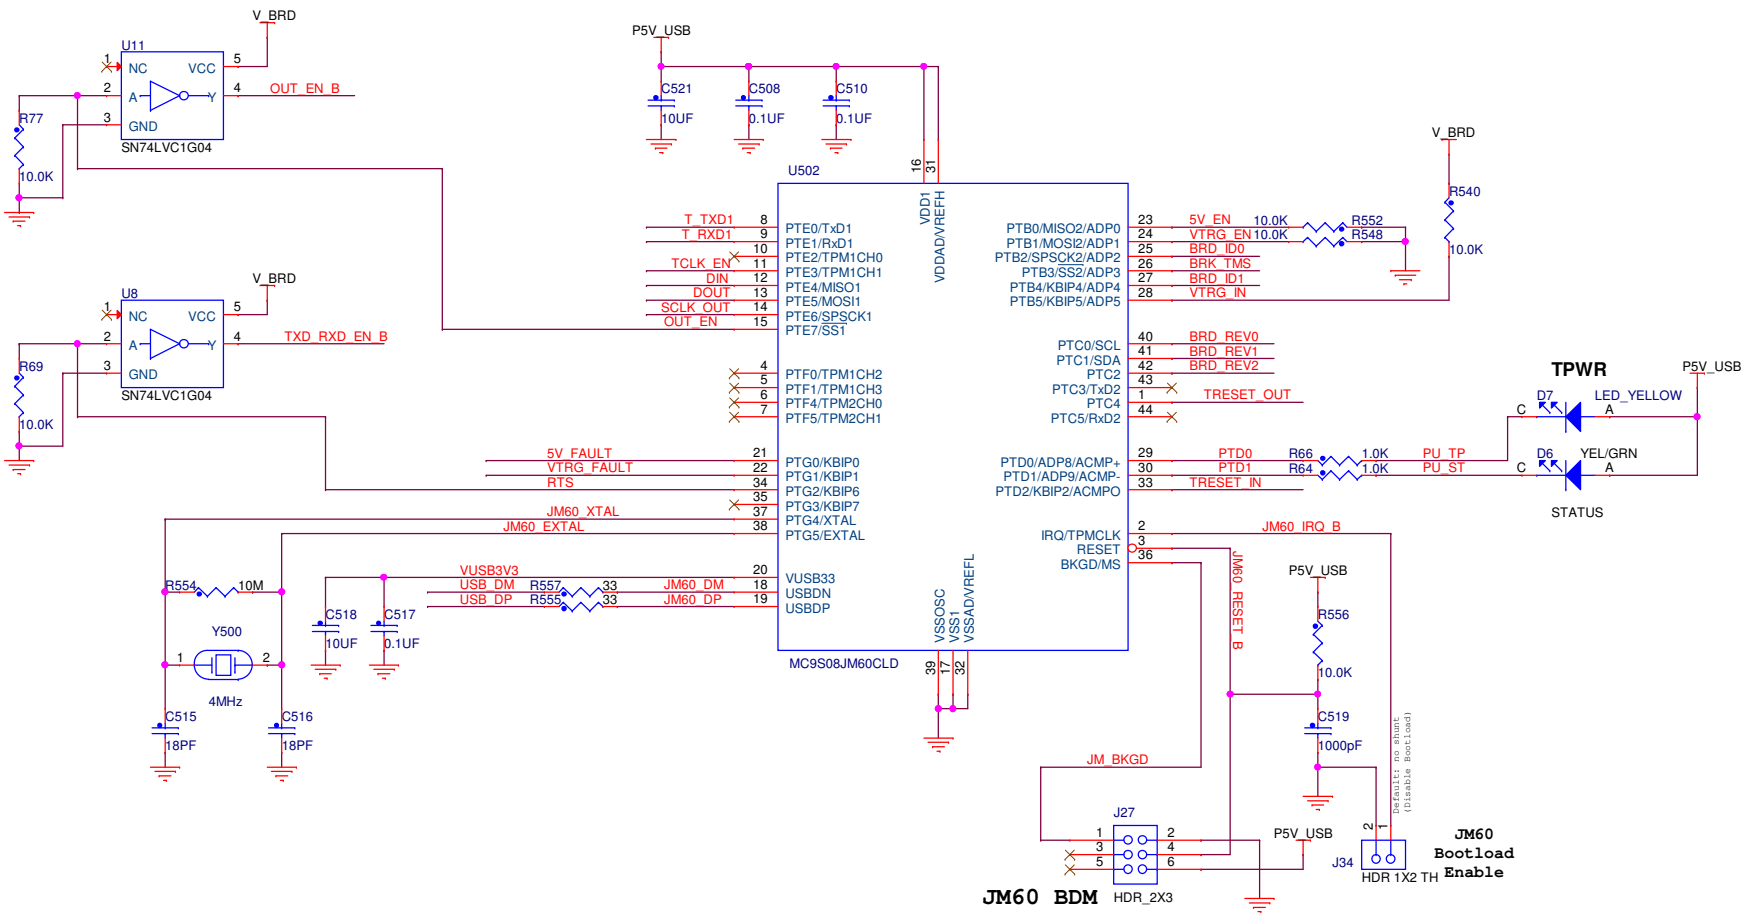 V_BRD
U11
1
NC
VCC
5
2
A
Y
4
OUT_EN_B
3
GND
SN74LVC1G04
R77
10.0K
V_BRD
U8
1
NC
VCC
5
2
A
Y
4
TXD_RXD_EN_B
3
GND
SN74LVC1G04
R69
10.0K
P5V_USB
C521
10UF
C508
0.1UF
C510
0.1UF
U502
16
31
VDD1
VDDAD/VREFH
T_TXD1 8 PTE0/TxD1
T_RXD1 9 PTE1/RxD1
10 PTE2/TPM1CH0
TCLK_EN 11 PTE3/TPM1CH1
DIN 12 PTE4/MISO1
DOUT 13 PTE5/MOSI1
SCLK_OUT 14 PTE6/SPSCK1
OUT_EN 15 PTE7/SS1
4 PTF0/TPM1CH2
5 PTF1/TPM1CH3
6 PTF4/TPM2CH0
7 PTF5/TPM2CH1
5V_FAULT 21 PTG0/KBIP0
VTRG_FAULT 22 PTG1/KBIP1
RTS 34 PTG2/KBIP6
35 PTG3/KBIP7
JM60_XTAL 37 PTG4/XTAL
JM60_EXTAL 38 PTG5/EXTAL
VUSB3V3 20 VUSB33
USB_DM R557 33 JM60_DM 18 USBDN
USB_DP R555 33 JM60_DP 19 USBDP
R554 10M
Y500
1 2
4MHz
C515
18PF
C516
18PF
C518
10UF
C517
0.1UF
VSSOSC
VSS1
VSSAD/VREFL
39
17
32
MC9S08JM60CLD
PTB0/MISO2/ADP0 23 5V_EN 10.0K R552
PTB1/MOSI2/ADP1 24 VTRG_EN 10.0K R548
PTB2/SPSCK2/ADP2 25 BRD_ID0
PTB3/SS2/ADP3 26 BRK_TMS
PTB4/KBIP4/ADP4 27 BRD_ID1
PTB5/KBIP5/ADP5 28 VTRG_IN
V_BRD
R540
10.0K
PTC0/SCL 40 BRD_REV0
PTC1/SDA 41 BRD_REV1
PTC2 42 BRD_REV2
PTC3/TxD2 43
PTC4 1 TRESET_OUT
PTC5/RxD2 44
PTD0/ADP8/ACMP+ 29 PTD0 R66 1.0K PU_TP
PTD1/ADP9/ACMP- 30 PTD1 R64 1.0K PU_ST
PTD2/KBIP2/ACMPO 33 TRESET_IN
TPWR
P5V_USB
D7 LED_YELLOW
C A
D6 YEL/GRN
C A
STATUS
IRQ/TPMCLK 2 JM60_IRQ_B
RESET 3
BKGD/MS 36
JM60_RESET_B
P5V_USB
R556
10.0K
C519
1000pF
JM_BKGD
J27
1 2
3 4
5 6
JM60 BDM
HDR_2X3
P5V_USB
2
1
J34
HDR 1X2 TH
Default: no shunt
(Disable Bootload)
JM60
Bootload
Enable